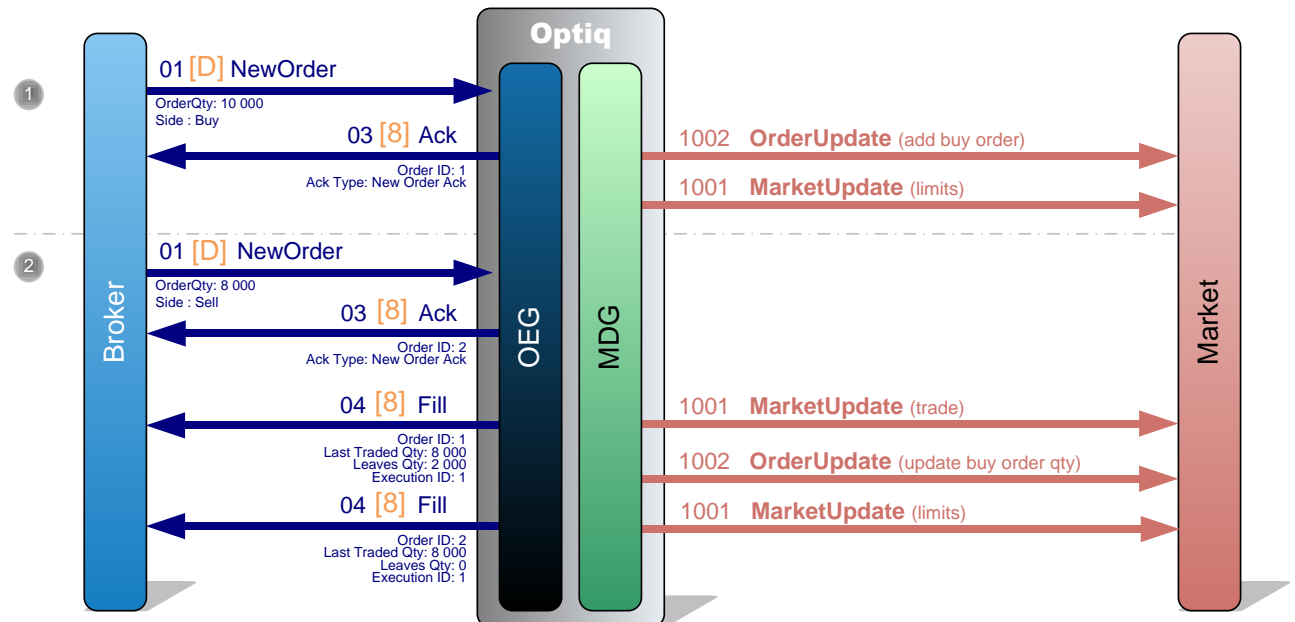 Optiq
1
01 [D] NewOrder
OrderQty: 10 000
Side : Buy
03 [8] Ack
Order ID: 1
Ack Type: New Order Ack
1002 OrderUpdate (add buy order)
1001 MarketUpdate (limits)
2
01 [D] NewOrder
OrderQty: 8 000
Side : Sell
03 [8] Ack
Order ID: 2
Ack Type: New Order Ack
Broker
OEG
MDG
Market
04 [8] Fill
Order ID: 1
Last Traded Qty: 8 000
Leaves Qty: 2 000
Execution ID: 1
1001 MarketUpdate (trade)
1002 OrderUpdate (update buy order qty)
04 [8] Fill
Order ID: 2
Last Traded Qty: 8 000
Leaves Qty: 0
Execution ID: 1
1001 MarketUpdate (limits)